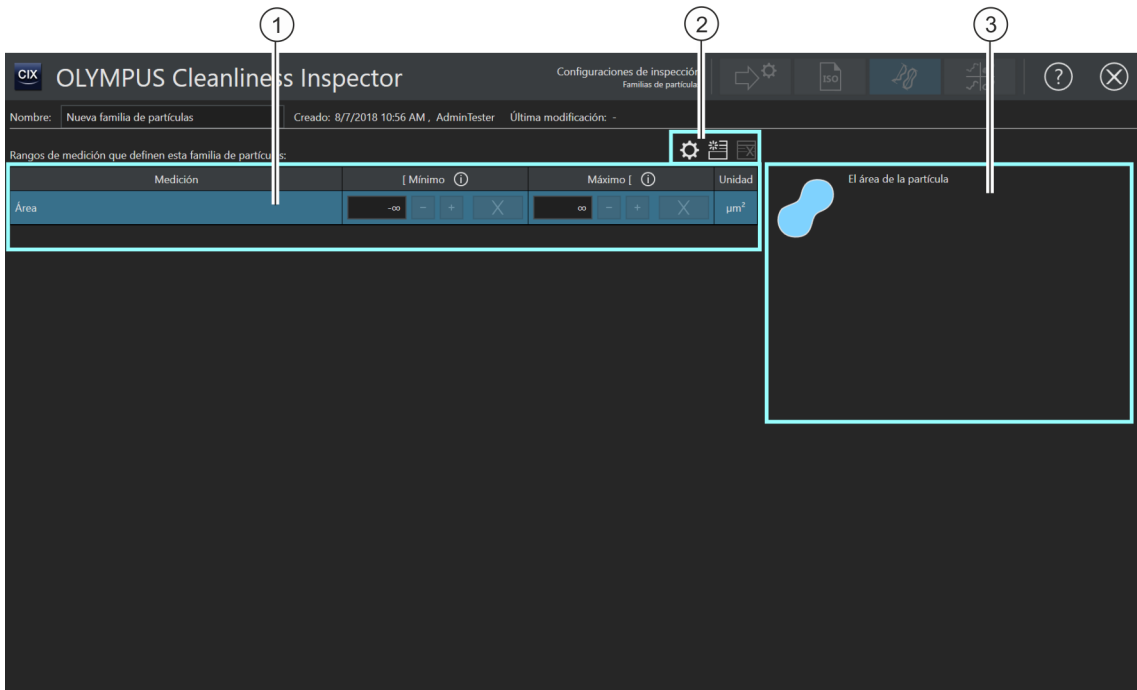 1
2
3
CIX OLYMPUS Cleanliness Inspector
Configuraciones de inspección
Familias de partículas
ISO
?
Nombre: Nueva familia de partículas Creado: 8/7/2018 10:56 AM , AdminTester Última modificación: -
Rangos de medición que definen esta familia de partículas:
Medición [ Mínimo i Máximo [ i Unidad
Área -∞ - + X ∞ - + X µm²
El área de la partícula